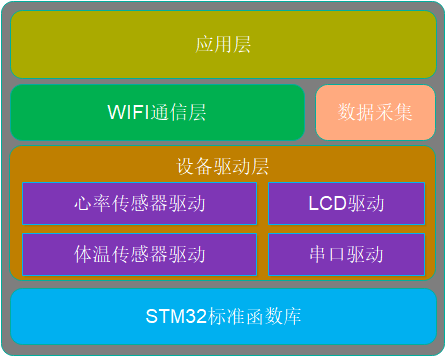 应用层
WIFI通信层
数据采集
设备驱动层
心率传感器驱动
LCD驱动
体温传感器驱动
串口驱动
STM32标准函数库